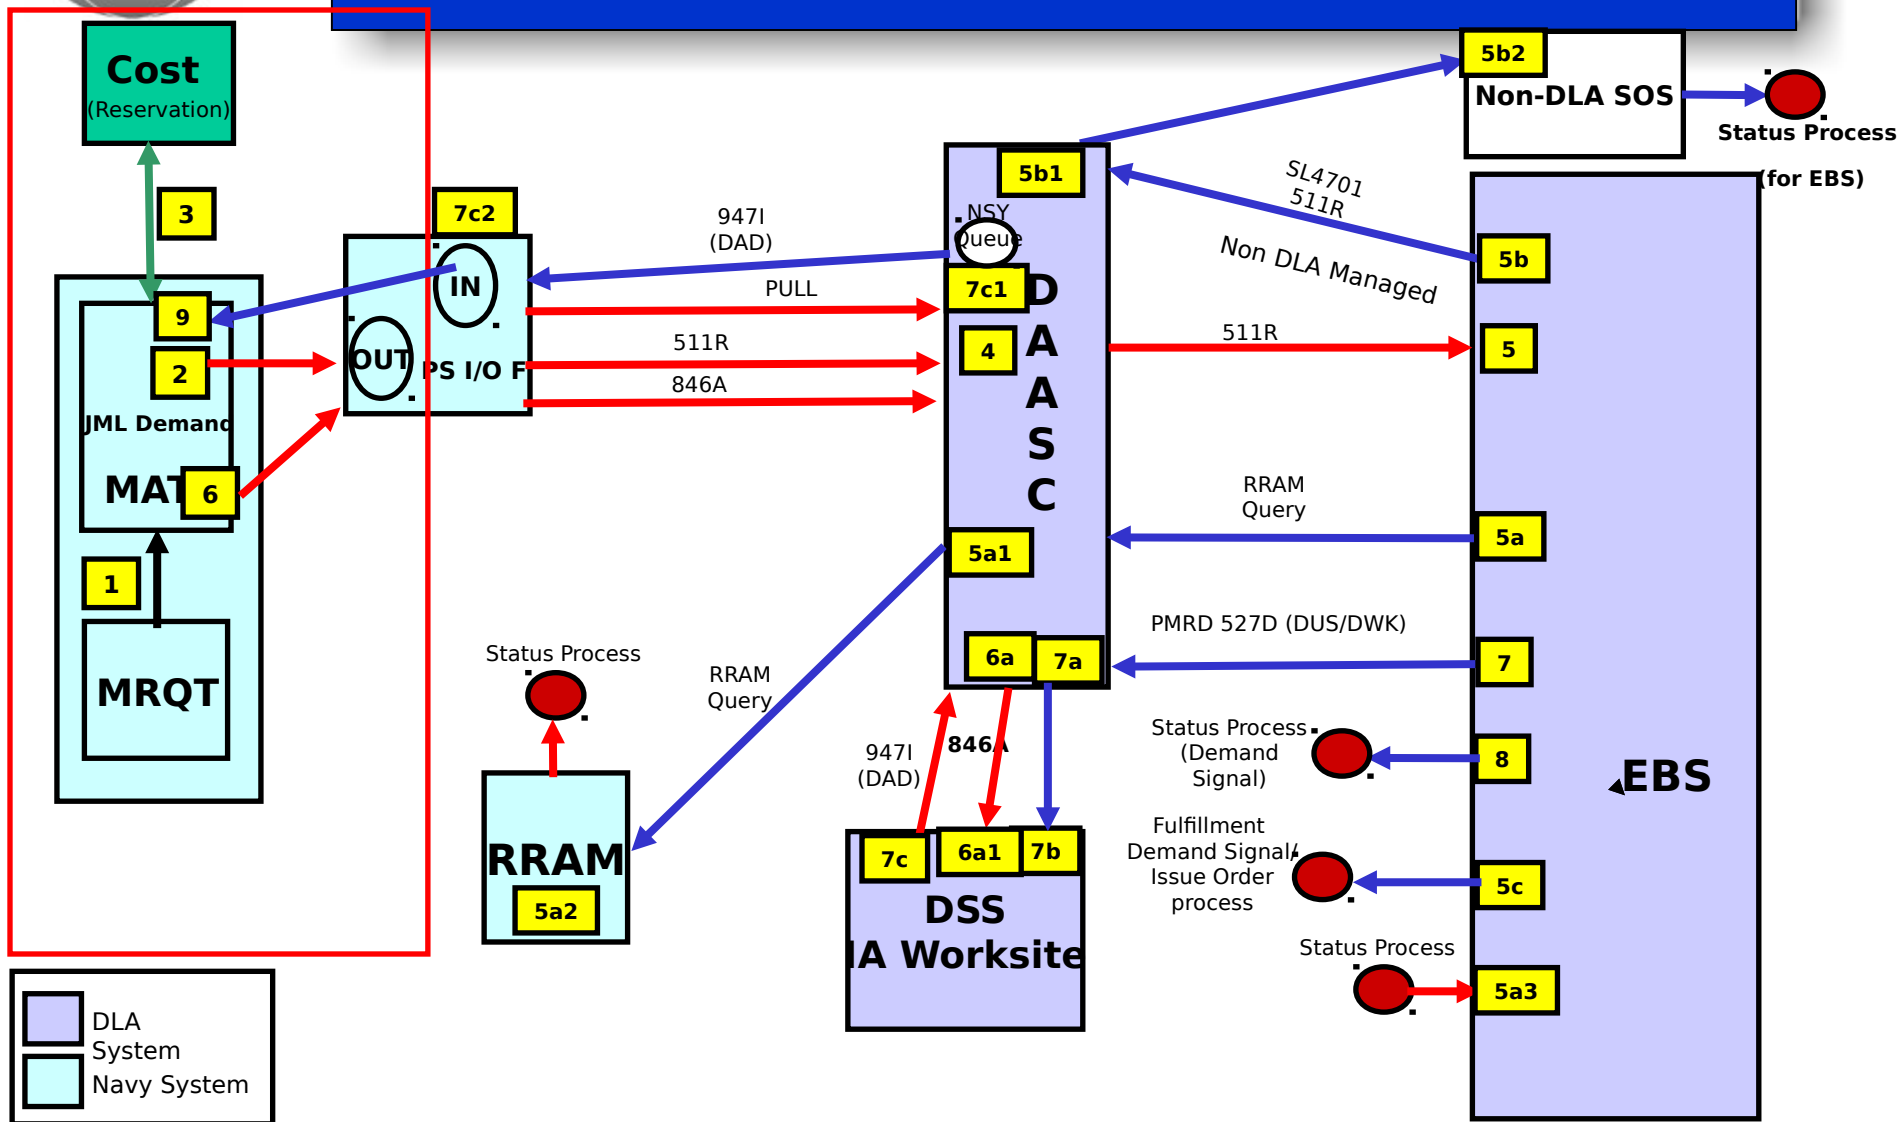 Cost
(Reservation)
3
9
2
JML Demand
MAT
6
1
MRQT
7c2
IN
OUT
PS I/O F
947I
(DAD)
PULL
511R
846A
5b1
NSY
Queue
7c1
4
D
A
A
S
C
5a1
6a
7a
5b2
Non-DLA SOS
Status Process
(for EBS)
SL4701
511R
Non DLA Managed
5b
511R
5
RRAM
Query
5a
PMRD 527D (DUS/DWK)
7
Status Process
(Demand
Signal)
8
EBS
Fulfillment
Demand Signal/
Issue Order
process
5c
Status Process
5a3
Status Process
RRAM
Query
RRAM
5a2
947I
(DAD)
846A
7c
6a1
7b
DSS
IA Worksite
DLA
System
Navy System